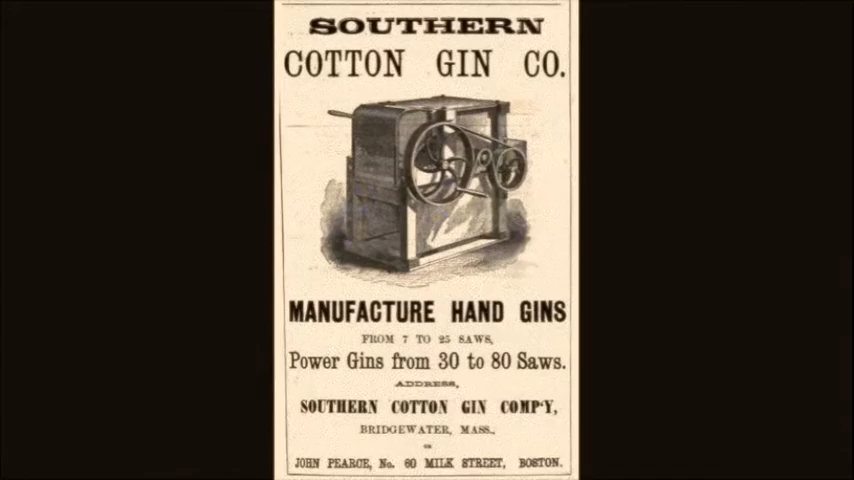 SOUTHERN
COTTON GIN CO.
MANUFACTURE HAND GINS
FROM 7 TO 25 SAWS,
Power Gins from 30 to 80 Saws.
ADDRESS,
SOUTHERN COTTON GIN COMP'Y,
BRIDGEWATER, MASS.,
OR
JOHN PEARCE, No. 60 MILK STREET, BOSTON.